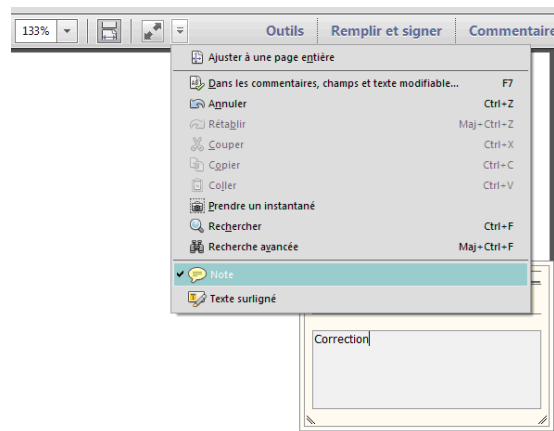 133% Outils Remplir et signer Commentaire
Ajuster à une page entière
Dans les commentaires, champs et texte modifiable... F7
Annuler Ctrl+Z
Rétablir Maj+Ctrl+Z
Couper Ctrl+X
Copier Ctrl+C
Coller Ctrl+V
Prendre un instantané
Rechercher Ctrl+F
Recherche avancée Maj+Ctrl+F
Note
Texte surligné
Correction